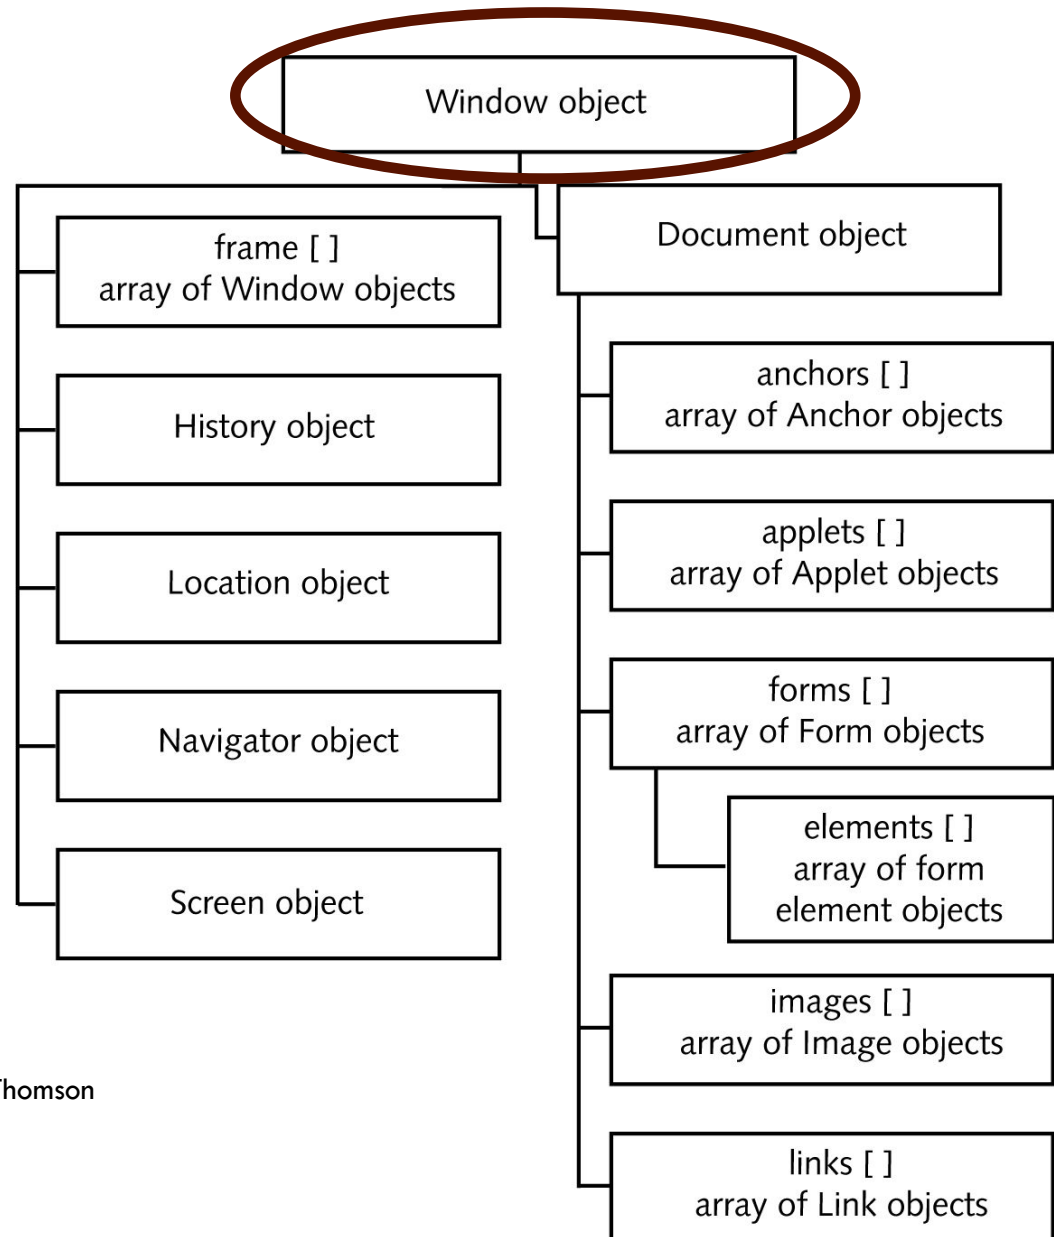 Window object
frame [ ]
array of Window objects
History object
Location object
Navigator object
Screen object
Document object
anchors [ ]
array of Anchor objects
applets [ ]
array of Applet objects
forms [ ]
array of Form objects
elements [ ]
array of form
element objects
images [ ]
array of Image objects
links [ ]
array of Link objects
Thomson